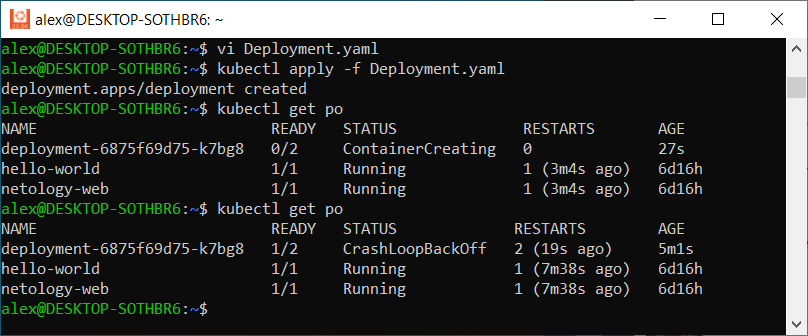 alex@DESKTOP-SOTHBR6: ~
alex@DESKTOP-SOTHBR6:~$ vi Deployment.yaml
alex@DESKTOP-SOTHBR6:~$ kubectl apply -f Deployment.yaml
deployment.apps/deployment created
alex@DESKTOP-SOTHBR6:~$ kubectl get po
NAME READY STATUS RESTARTS AGE
deployment-6875f69d75-k7bg8 0/2 ContainerCreating 0 27s
hello-world 1/1 Running 1 (3m4s ago) 6d16h
netology-web 1/1 Running 1 (3m4s ago) 6d16h
alex@DESKTOP-SOTHBR6:~$ kubectl get po
NAME READY STATUS RESTARTS AGE
deployment-6875f69d75-k7bg8 1/2 CrashLoopBackOff 2 (19s ago) 5m1s
hello-world 1/1 Running 1 (7m38s ago) 6d16h
netology-web 1/1 Running 1 (7m38s ago) 6d16h
alex@DESKTOP-SOTHBR6:~$